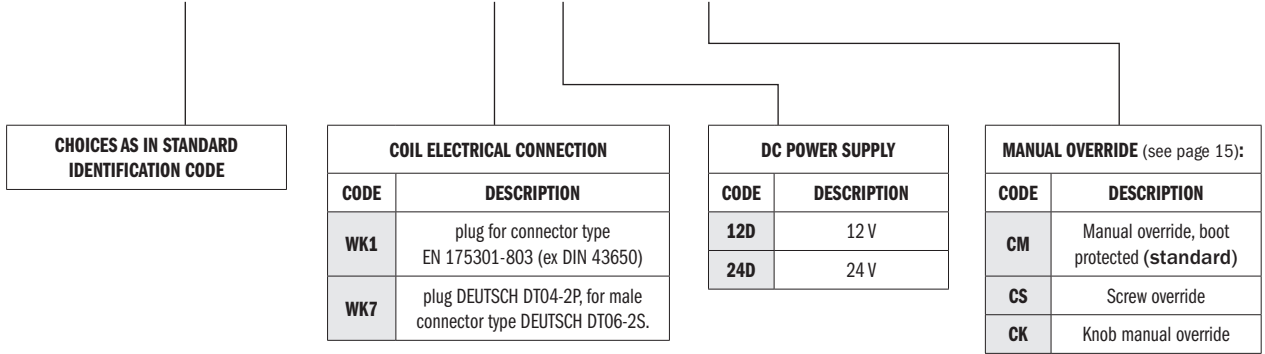 CHOICES AS IN STANDARD
IDENTIFICATION CODE
COIL ELECTRICAL CONNECTION
CODE DESCRIPTION
WK1 plug for connector type
EN 175301-803 (ex DIN 43650)
WK7 plug DEUTSCH DT04-2P, for male
connector type DEUTSCH DT06-2S.
DC POWER SUPPLY
CODE DESCRIPTION
12D 12 V
24D 24 V
MANUAL OVERRIDE (see page 15):
CODE DESCRIPTION
CM Manual override, boot
protected (standard)
CS Screw override
CK Knob manual override